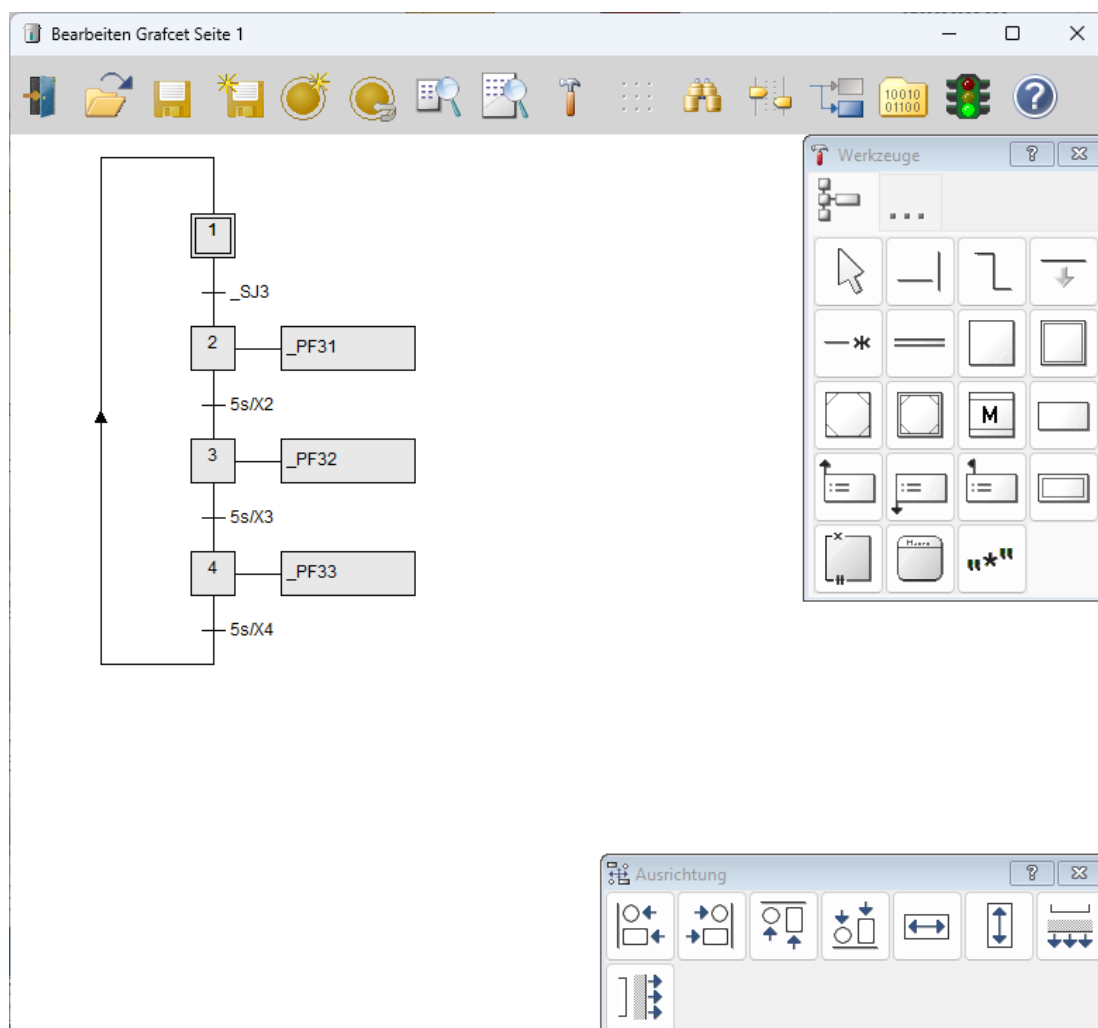 Bearbeiten Grafcet Seite 1
10010
01100
?
Werkzeuge
?
1
_SJ3
2
_PF31
5s/X2
3
_PF32
5s/X3
4
_PF33
5s/X4
M
:=
:=
:=
"*"
Ausrichtung
?